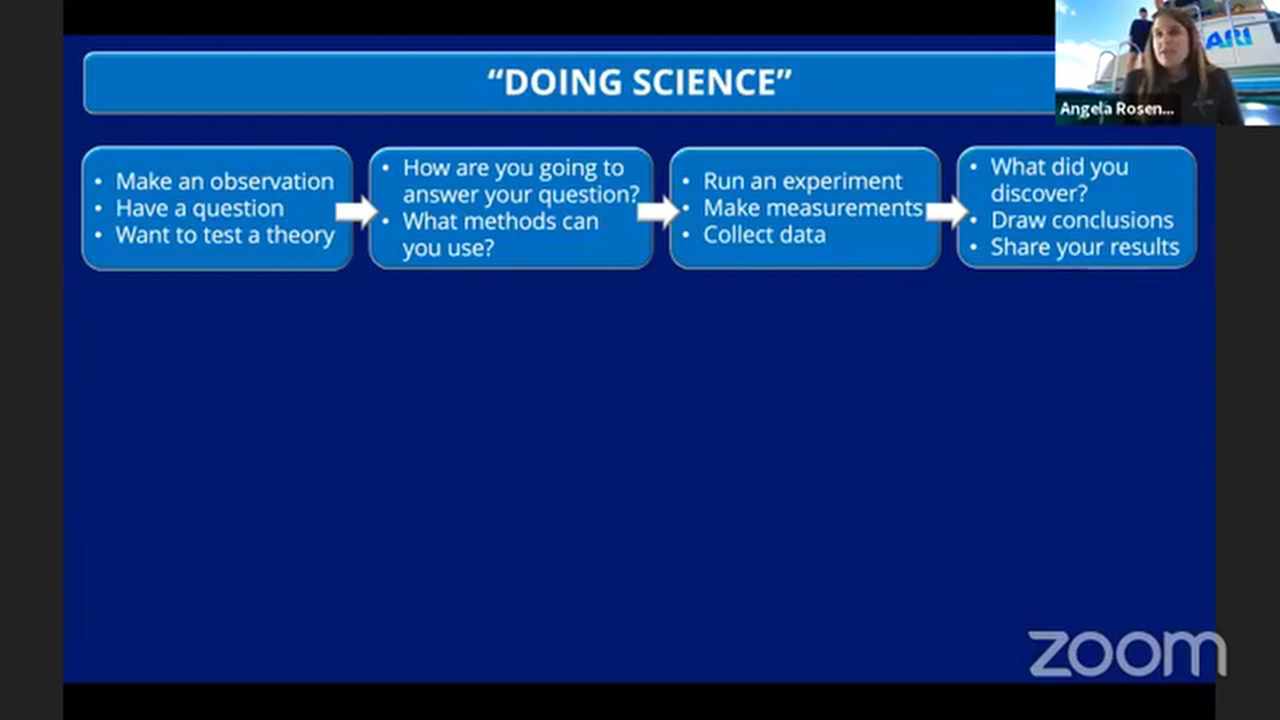 “DOING SCIENCE”
ARI
Angela Rosen...
• Make an observation
• Have a question
• Want to test a theory
• How are you going to
answer your question?
• What methods can
you use?
• Run an experiment
• Make measurements
• Collect data
• What did you
discover?
• Draw conclusions
• Share your results
zoom